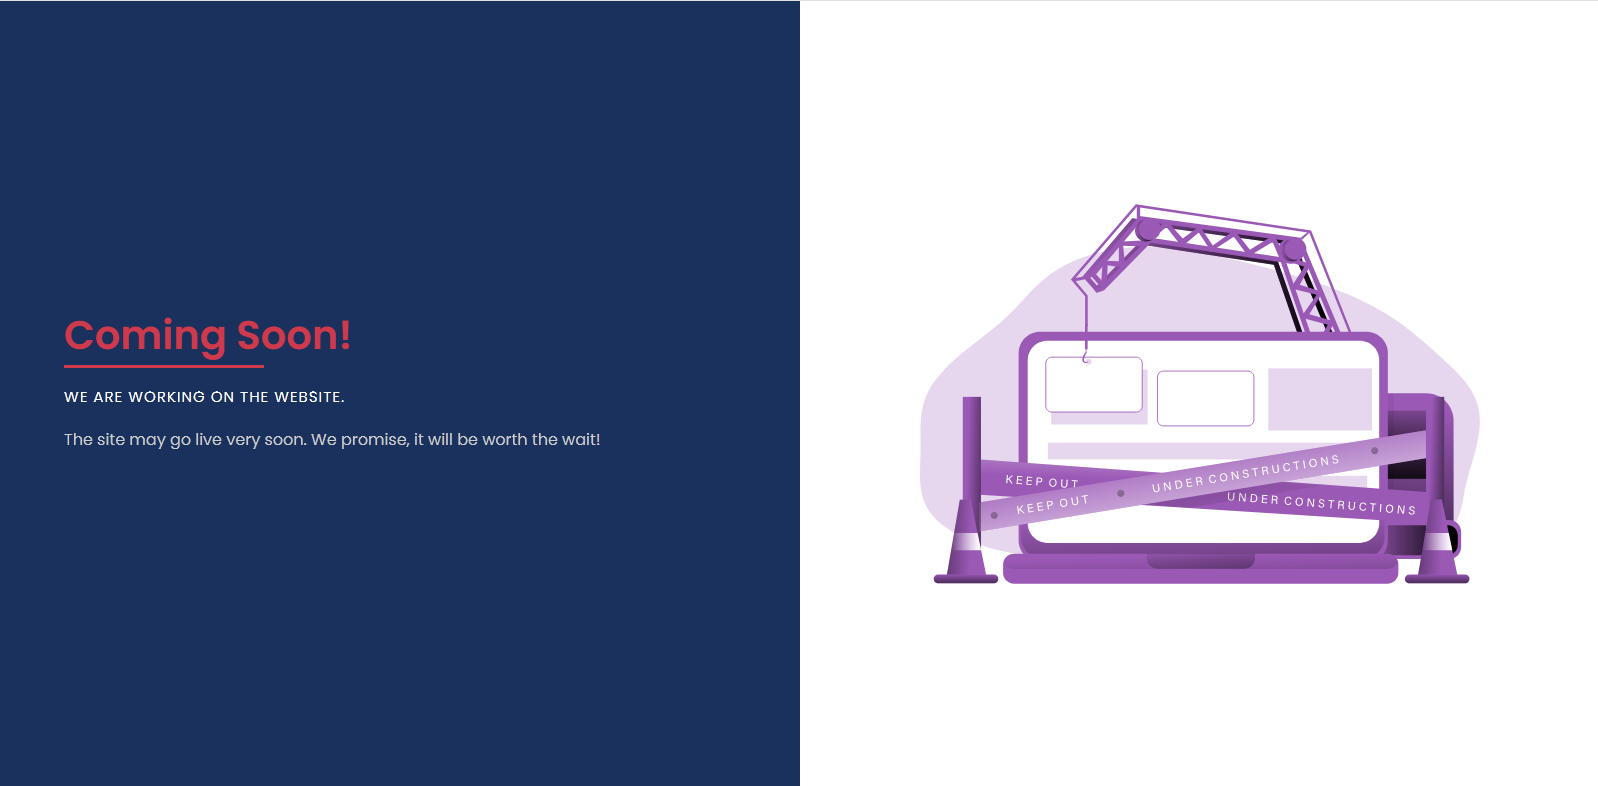 Coming Soon!
WE ARE WORKING ON THE WEBSITE.
The site may go live very soon. We promise, it will be worth the wait!
KEEP OUT
UNDER CONSTRUCTIONS
KEEP OUT
UNDER CONSTRUCTIONS